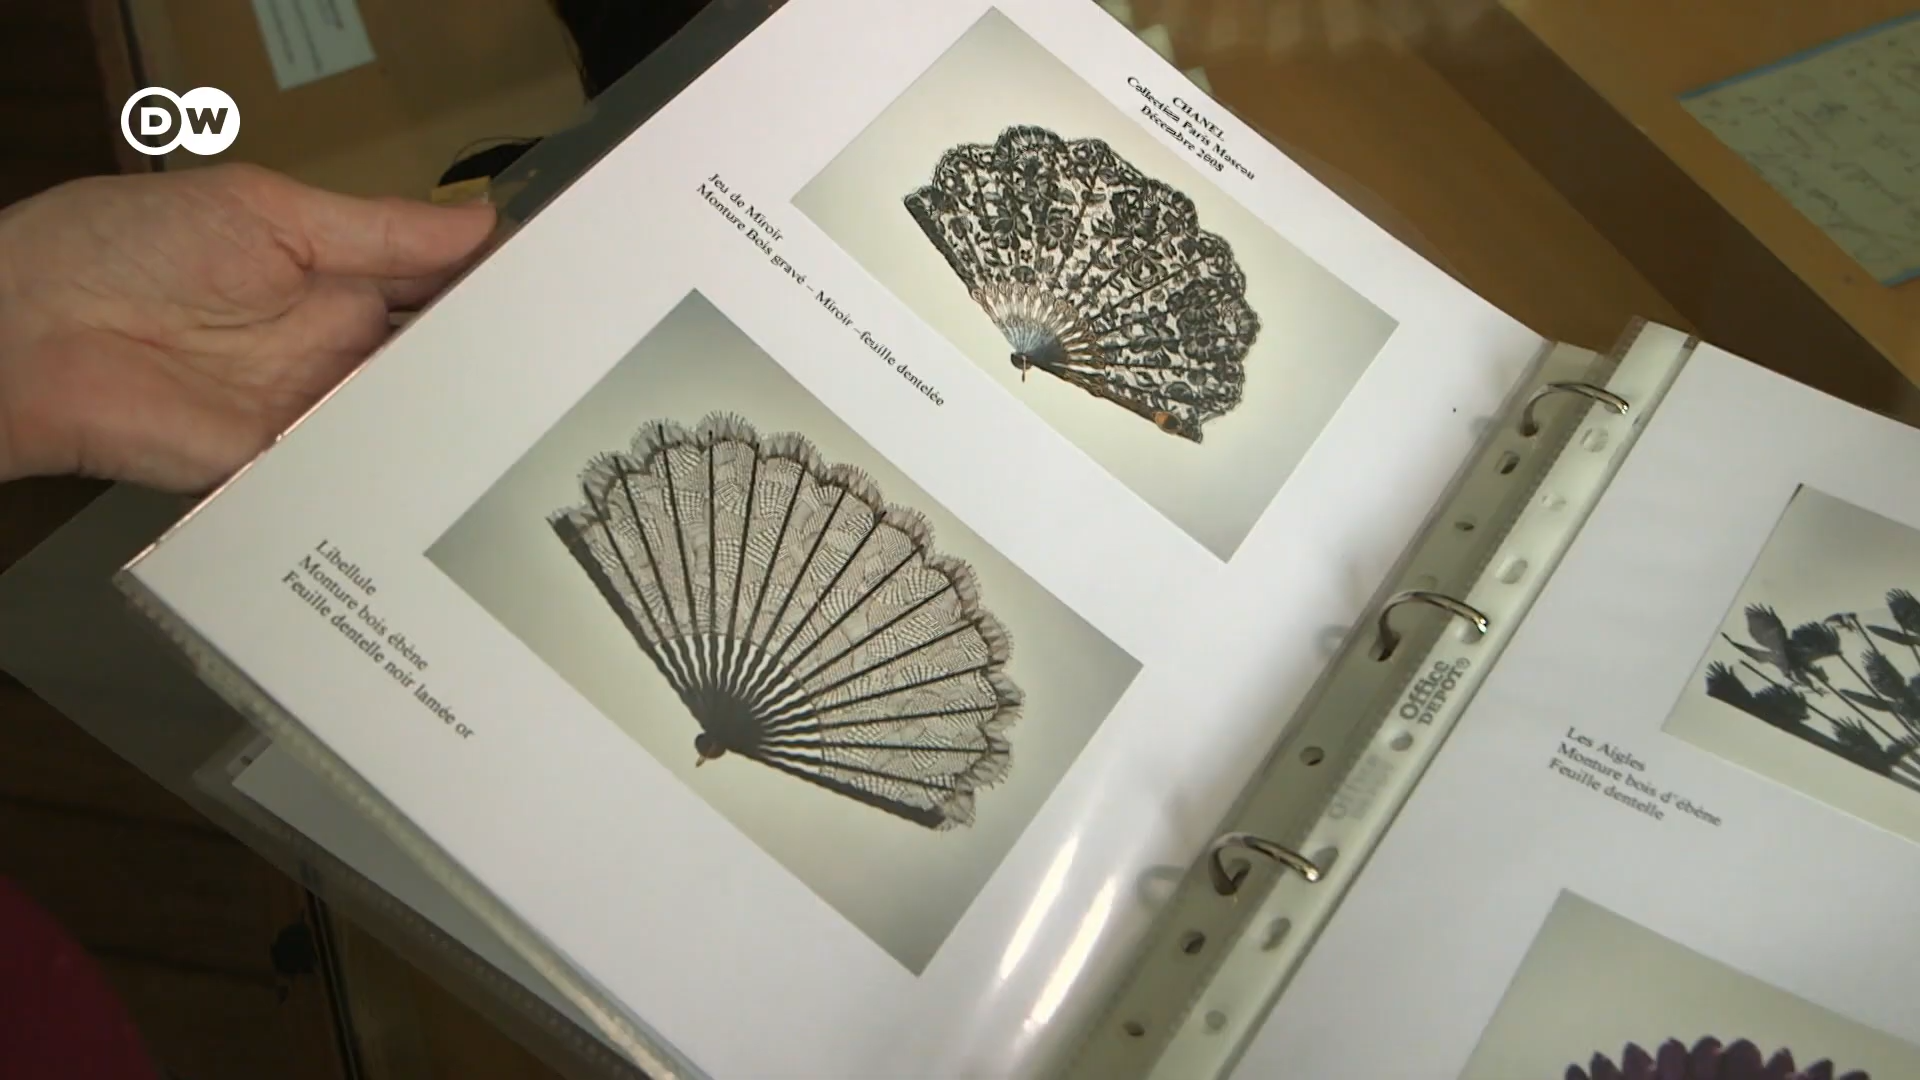 DW
CHANEL
Collection Paris Moscou
Décembre 2008
Jeu de Miroir
Monture Bois gravé – Miroir –feuille dentelée
Libellule
Monture bois ébène
Feuille dentelle noir lamée or
Office
DEPOT®
Les Aigles
Monture bois d'ébène
Feuille dentelle